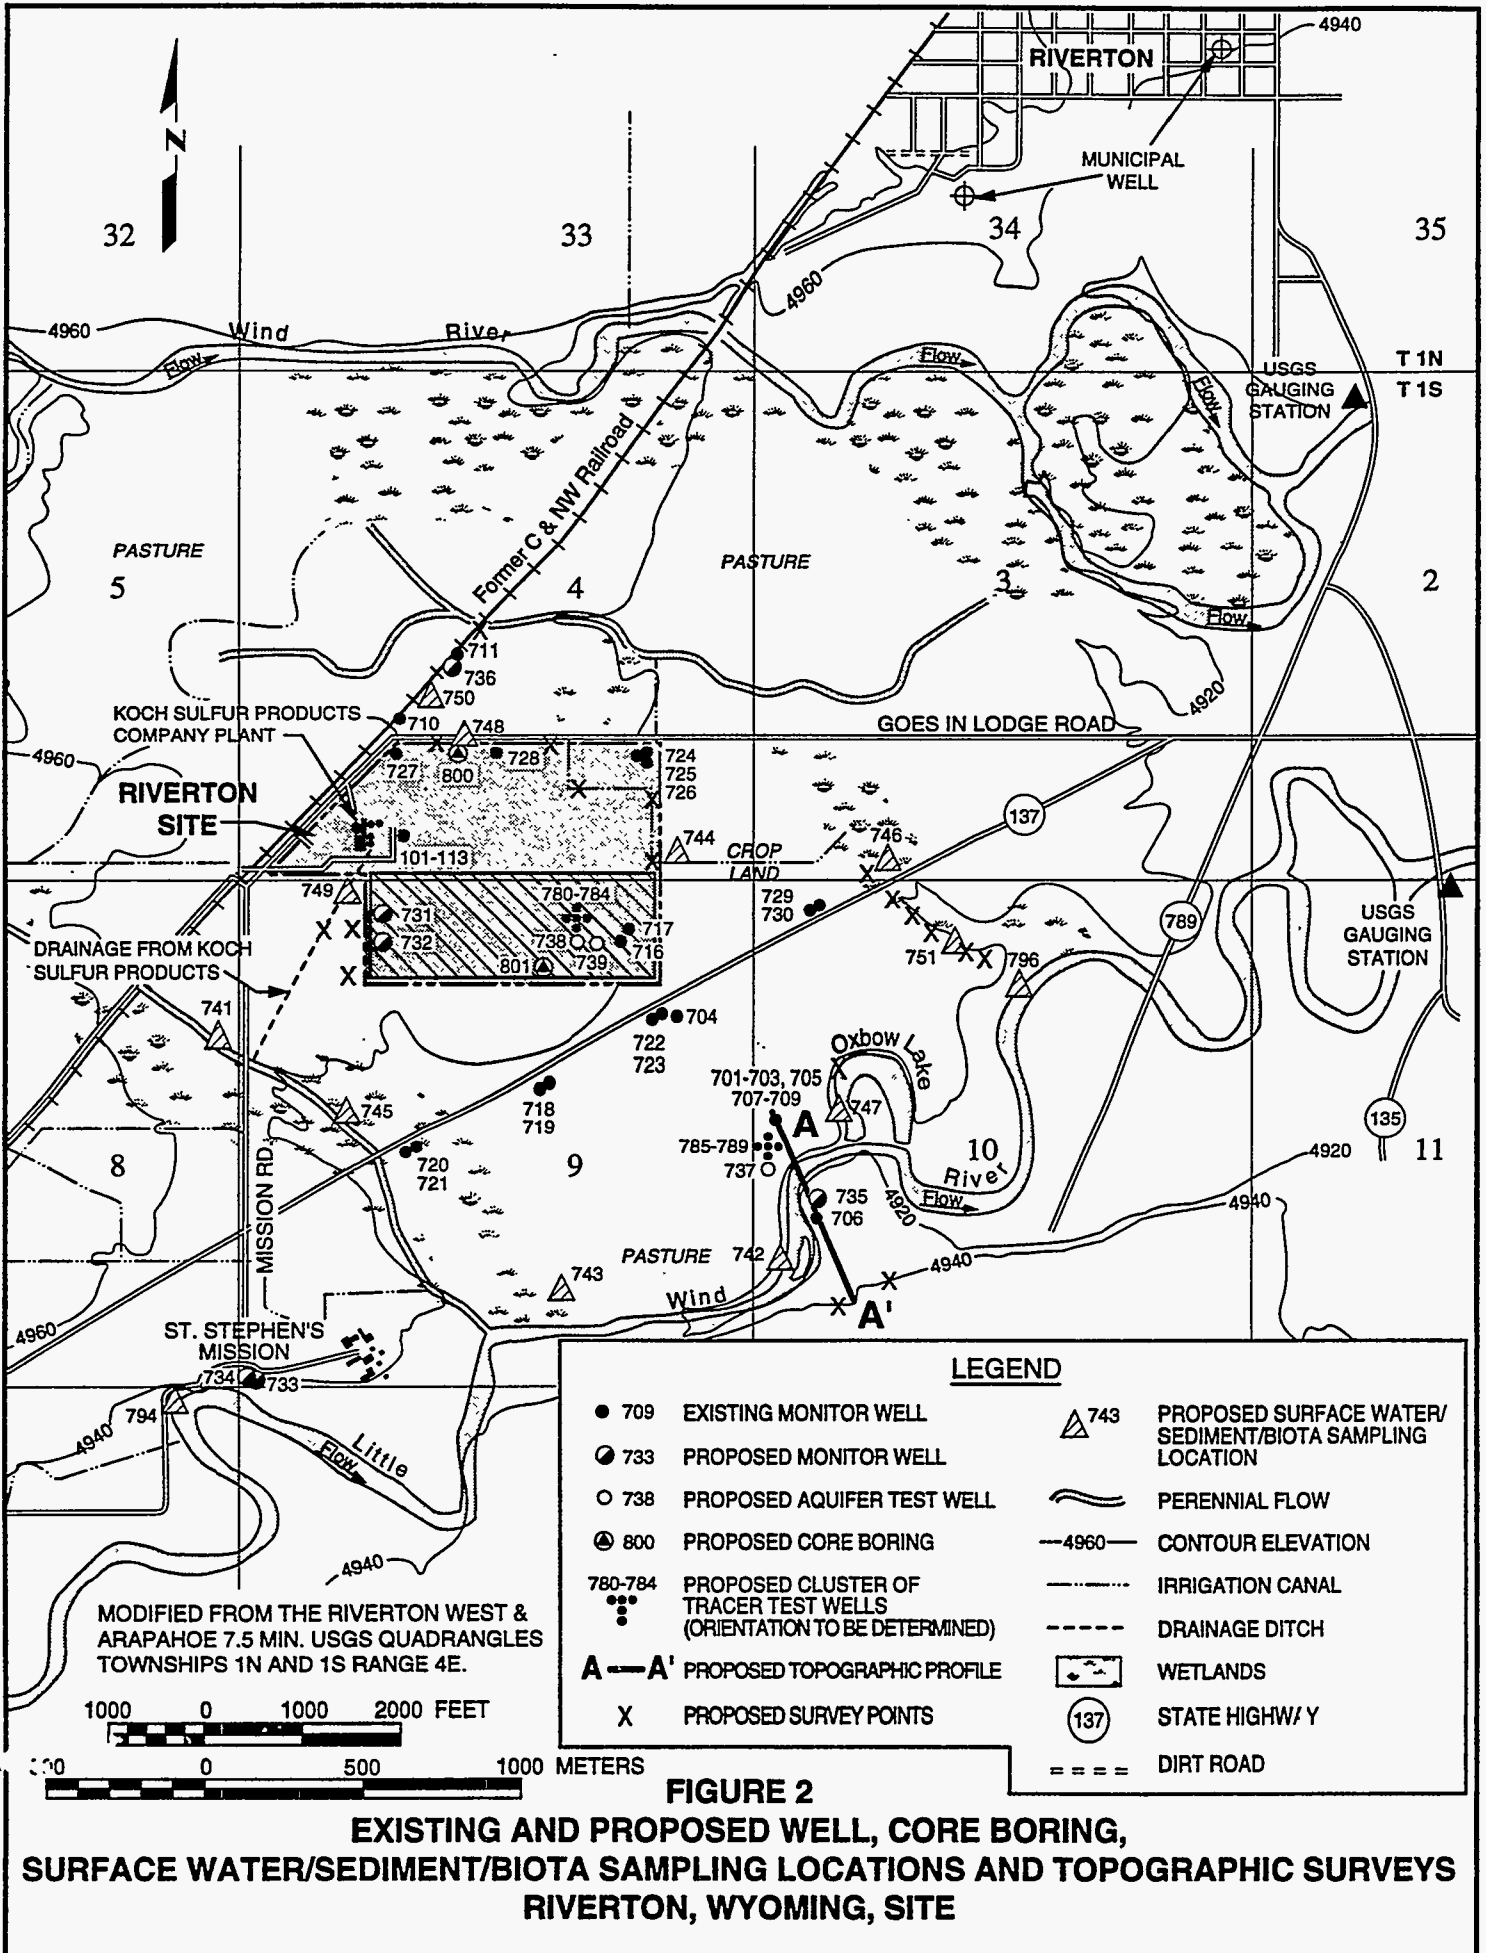 4940
RIVERTON
N
MUNICIPAL
WELL
32
33
34
35
4960
4960
Wind
River
Flow
Flow
Flow
T 1N
T 1S
USGS
GAUGING
STATION
Former C & NW Railroad
PASTURE
PASTURE
5
4
3
2
Flow
711
736
750
4920
KOCH SULFUR PRODUCTS
COMPANY PLANT
710
748
GOES IN LODGE ROAD
4960
727
800
728
724
725
726
RIVERTON
SITE
137
101-113
744
746
CROP
LAND
749
780-784
729
730
731
717
732
738
739
716
801
789
USGS
GAUGING
STATION
DRAINAGE FROM KOCH
SULFUR PRODUCTS
751
796
741
704
722
723
Oxbow Lake
701-703, 705
707-709
A
747
718
719
745
135
785-789
737
720
721
8
9
10
11
4920
River
Flow
735
706
4920
4940
MISSION RD.
PASTURE
742
743
4940
Wind
A'
4960
ST. STEPHEN'S
MISSION
734
733
794
4940
Little
Flow
4940
LEGEND
709 EXISTING MONITOR WELL
733 PROPOSED MONITOR WELL
738 PROPOSED AQUIFER TEST WELL
800 PROPOSED CORE BORING
780-784 PROPOSED CLUSTER OF
TRACER TEST WELLS
(ORIENTATION TO BE DETERMINED)
A A' PROPOSED TOPOGRAPHIC PROFILE
X PROPOSED SURVEY POINTS
743 PROPOSED SURFACE WATER/
SEDIMENT/BIOTA SAMPLING
LOCATION
PERENNIAL FLOW
4960 CONTOUR ELEVATION
IRRIGATION CANAL
DRAINAGE DITCH
WETLANDS
137 STATE HIGHWAY
DIRT ROAD
MODIFIED FROM THE RIVERTON WEST &
ARAPAHOE 7.5 MIN. USGS QUADRANGLES
TOWNSHIPS 1N AND 1S RANGE 4E.
1000 0 1000 2000 FEET
0 500 1000 METERS
FIGURE 2
EXISTING AND PROPOSED WELL, CORE BORING,
SURFACE WATER/SEDIMENT/BIOTA SAMPLING LOCATIONS AND TOPOGRAPHIC SURVEYS
RIVERTON, WYOMING, SITE